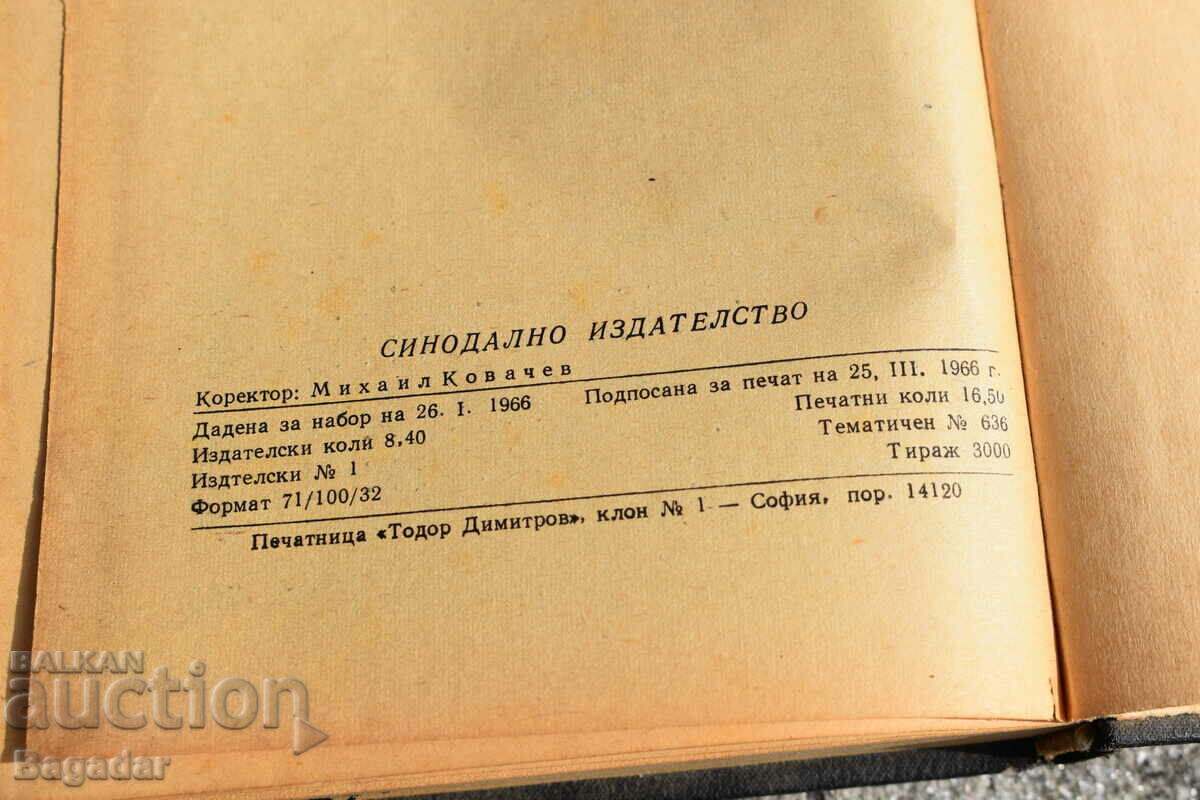 СИНОДАЛНО ИЗДАТЕЛСТВО
Коректор: Михаил Ковачев
Дадена за набор на 26. I. 1966 Подпосана за печат на 25, III. 1966 г.
Издателски коли 8,40 Печатни коли 16,50
Издтелски № 1 Тематичен № 636
Формат 71/100/32 Тираж 3000
Печатница «Тодор Димитров», клон № 1 — София, пор. 14120
BALKAN
auction
Bagadar